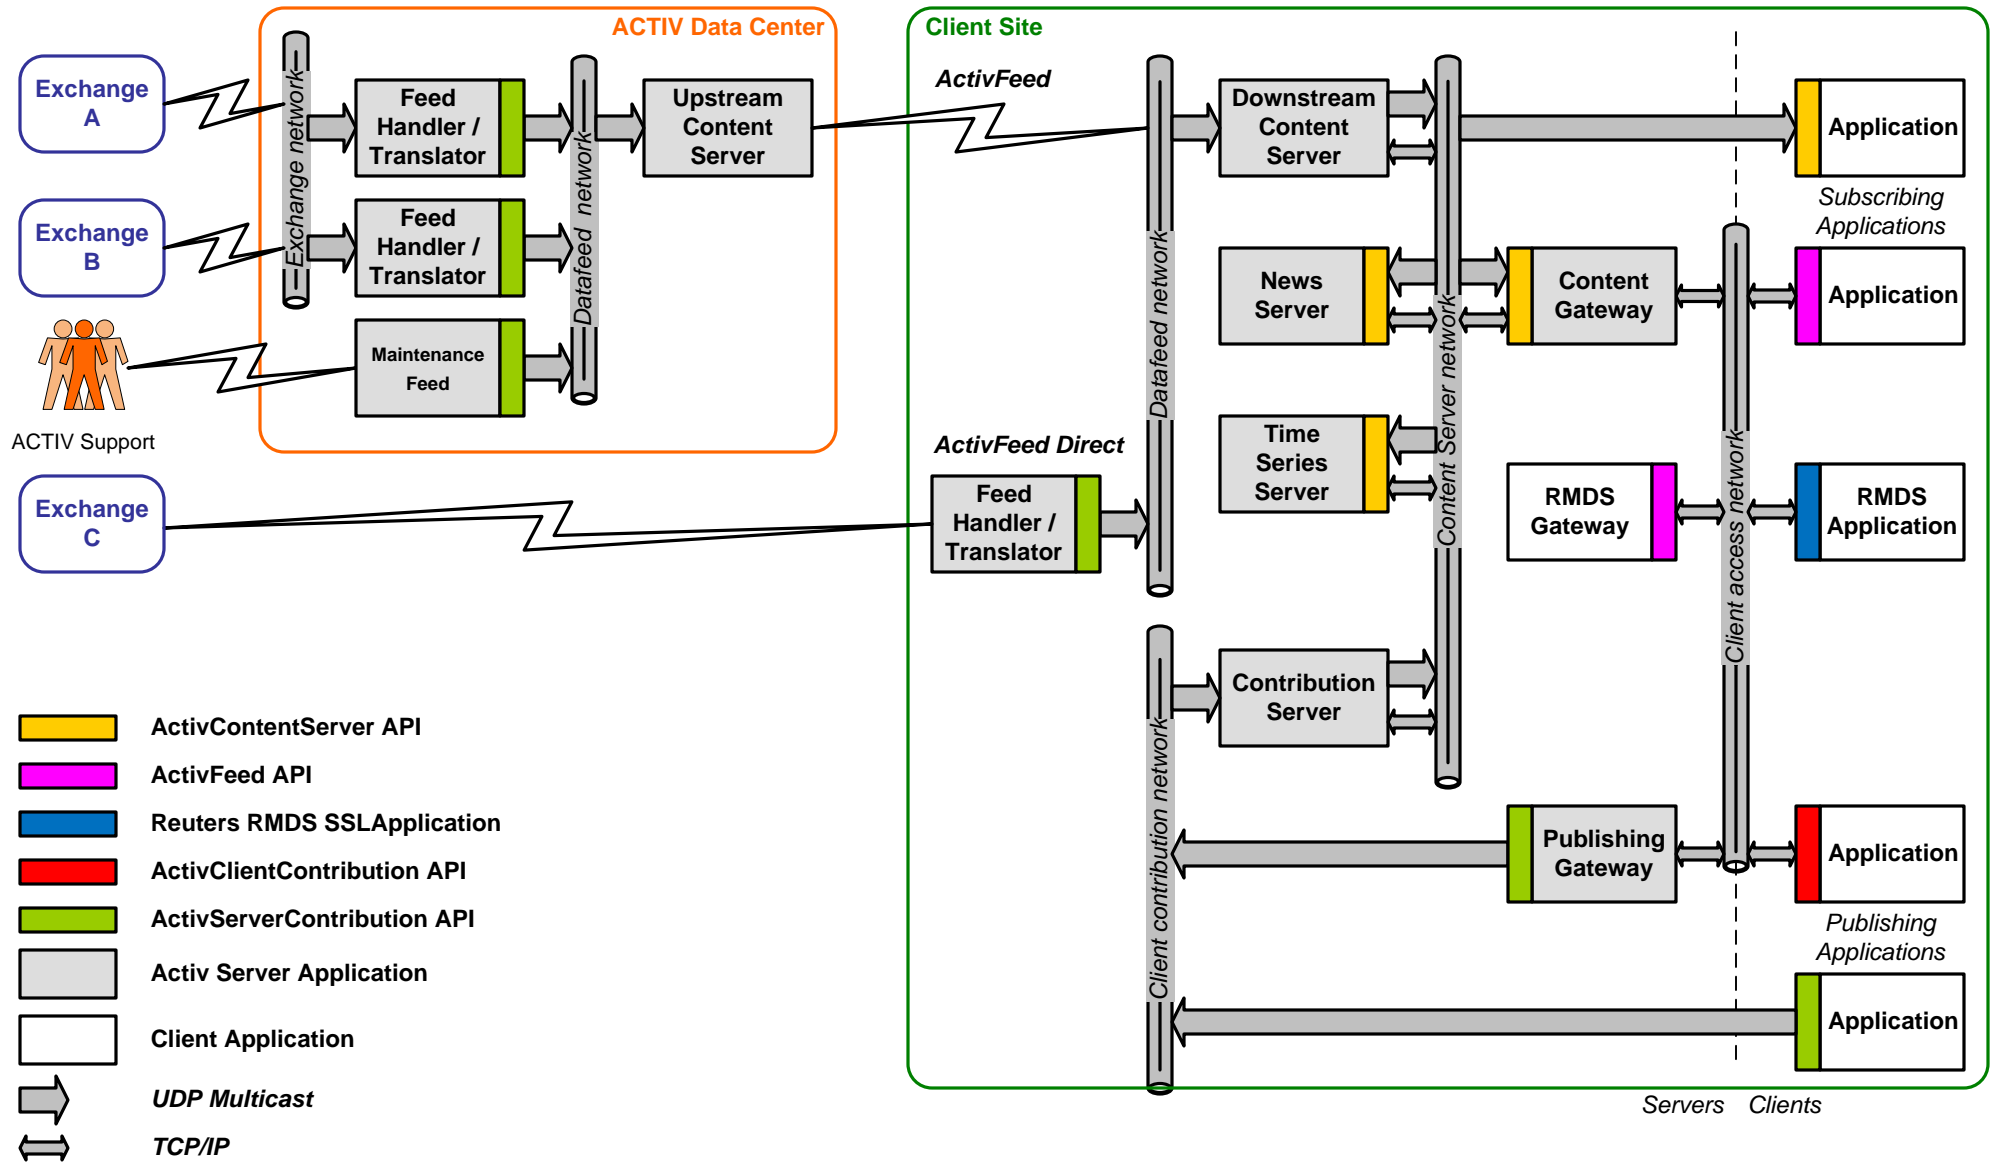 ACTIV Data Center
Client Site
Exchange
A
Exchange network
Feed
Handler /
Translator
Datafeed network
Upstream
Content
Server
ActivFeed
Downstream
Content
Server
Application
Subscribing
Applications
Exchange
B
Feed
Handler /
Translator
Datafeed network
News
Server
Content Server network
Content
Gateway
Application
Maintenance
Feed
ACTIV Support
ActivFeed Direct
Time
Series
Server
Client access network
Exchange
C
Feed
Handler /
Translator
RMDS
Gateway
RMDS
Application
Client contribution network
Contribution
Server
ActivContentServer API
ActivFeed API
Reuters RMDS SSLApplication
ActivClientContribution API
ActivServerContribution API
Activ Server Application
Client Application
UDP Multicast
TCP/IP
Publishing
Gateway
Application
Publishing
Applications
Application
Servers
Clients